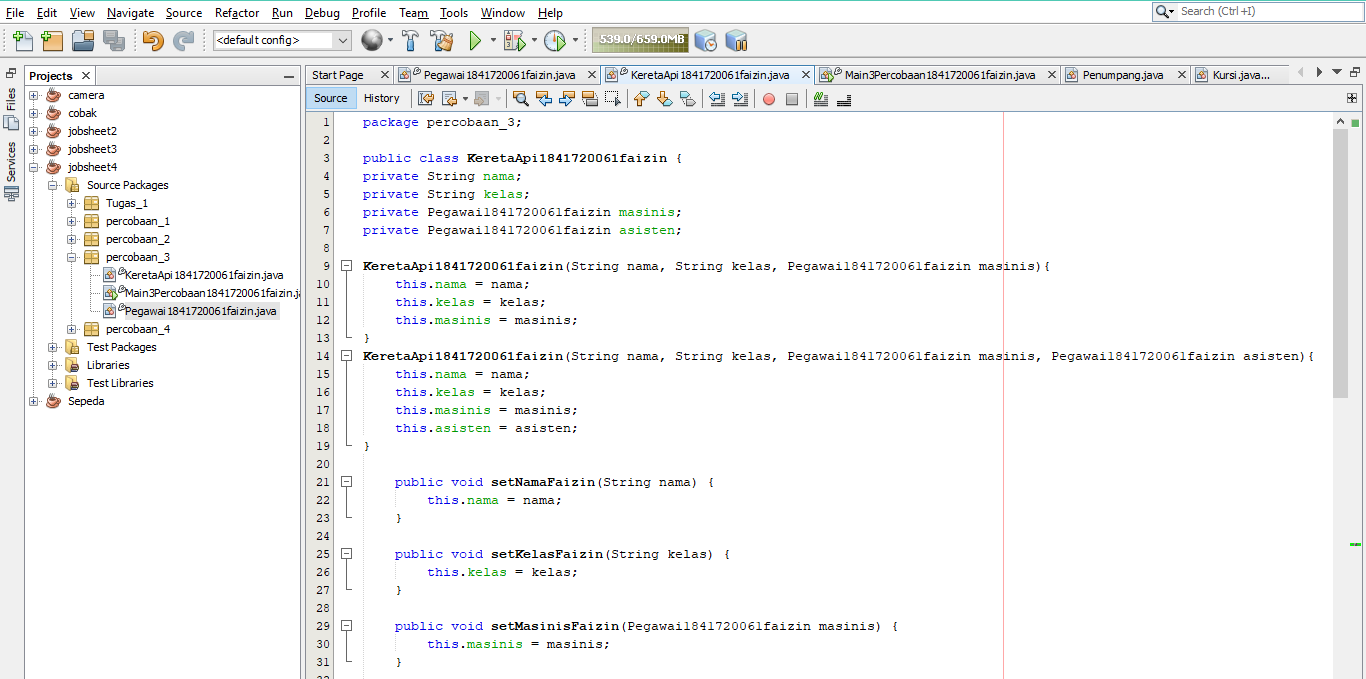 File Edit View Navigate Source Refactor Run Debug Profile Team Tools Window Help
Search (Ctrl+I)
<default config>
539.0/659.0MB
Projects
Files
Services
camera
cobak
jobsheet2
jobsheet3
jobsheet4
Source Packages
Tugas_1
percobaan_1
percobaan_2
percobaan_3
KeretaApi1841720061faizin.java
Main3Percobaan1841720061faizin.ja
Pegawai1841720061faizin.java
percobaan_4
Test Packages
Libraries
Test Libraries
Sepeda
Start Page Pegawai1841720061faizin.java KeretaApi1841720061faizin.java Main3Percobaan1841720061faizin.java Penumpang.java Kursi.java...
Source History
1 package percobaan_3;
2
3 public class KeretaApi1841720061faizin {
4 private String nama;
5 private String kelas;
6 private Pegawai1841720061faizin masinis;
7 private Pegawai1841720061faizin asisten;
8
9 KeretaApi1841720061faizin(String nama, String kelas, Pegawai1841720061faizin masinis){
10 this.nama = nama;
11 this.kelas = kelas;
12 this.masinis = masinis;
13 }
14 KeretaApi1841720061faizin(String nama, String kelas, Pegawai1841720061faizin masinis, Pegawai1841720061faizin asisten){
15 this.nama = nama;
16 this.kelas = kelas;
17 this.masinis = masinis;
18 this.asisten = asisten;
19 }
20
21 public void setNamaFaizin(String nama) {
22 this.nama = nama;
23 }
24
25 public void setKelasFaizin(String kelas) {
26 this.kelas = kelas;
27 }
28
29 public void setMasinisFaizin(Pegawai1841720061faizin masinis) {
30 this.masinis = masinis;
31 }